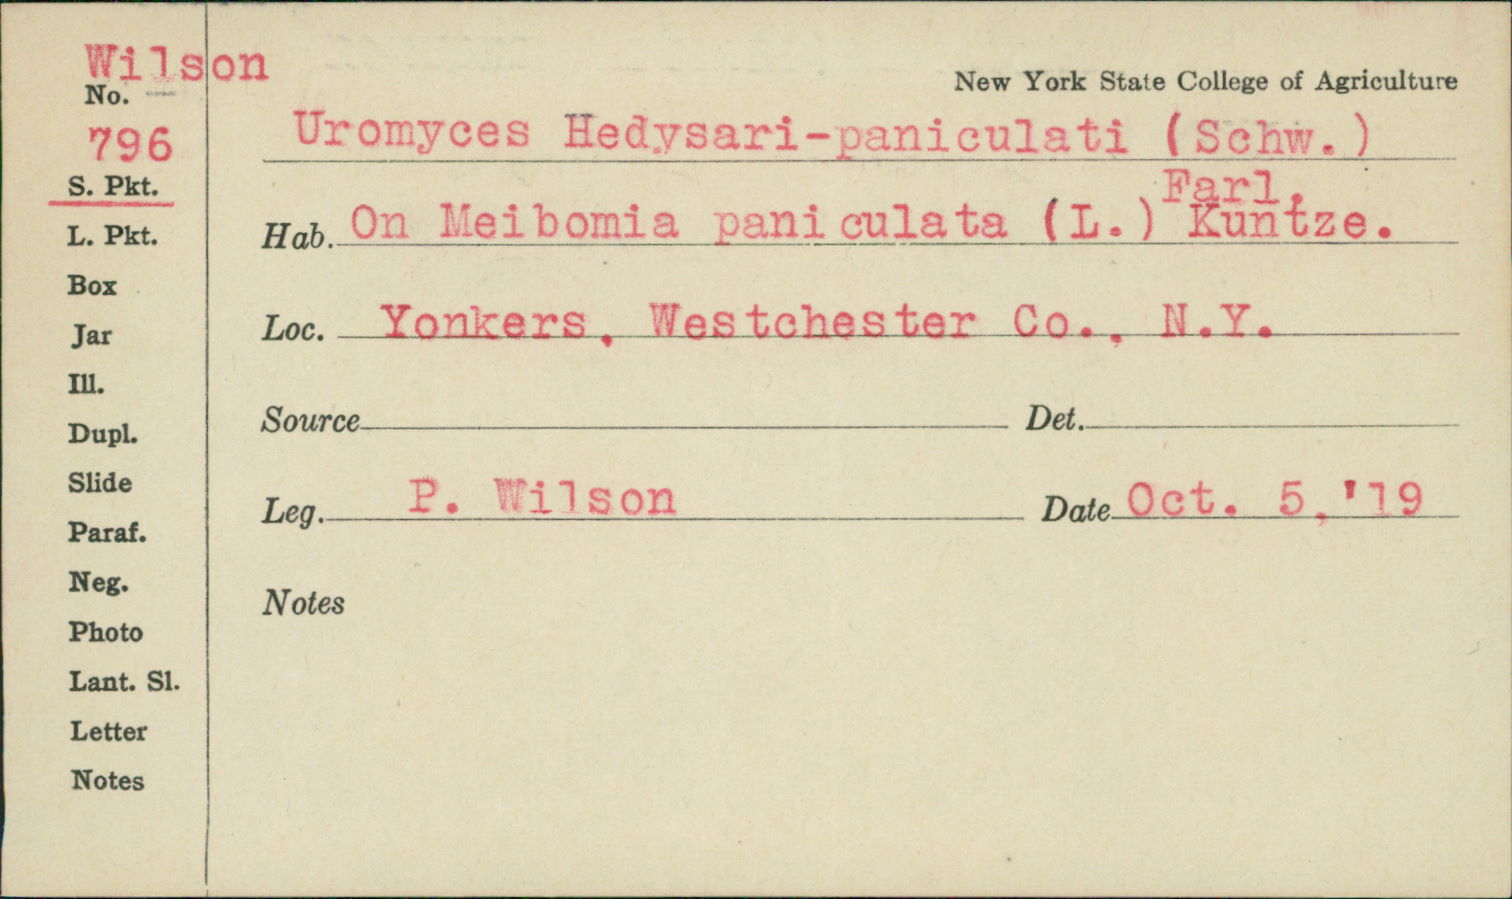 Wilson
No.
796
S. Pkt.
L. Pkt.
Box
Jar
Ill.
Dupl.
Slide
Paraf.
Neg.
Photo
Lant. Sl.
Letter
Notes
New York State College of Agriculture
Uromyces Hedysari-paniculati (Schw.)
Farl.
Hab. On Meibomia paniculata (L.) Kuntze.
Loc. Yonkers, Westchester Co., N.Y.
Source Det.
Leg. P. Wilson Date Oct. 5, '19
Notes